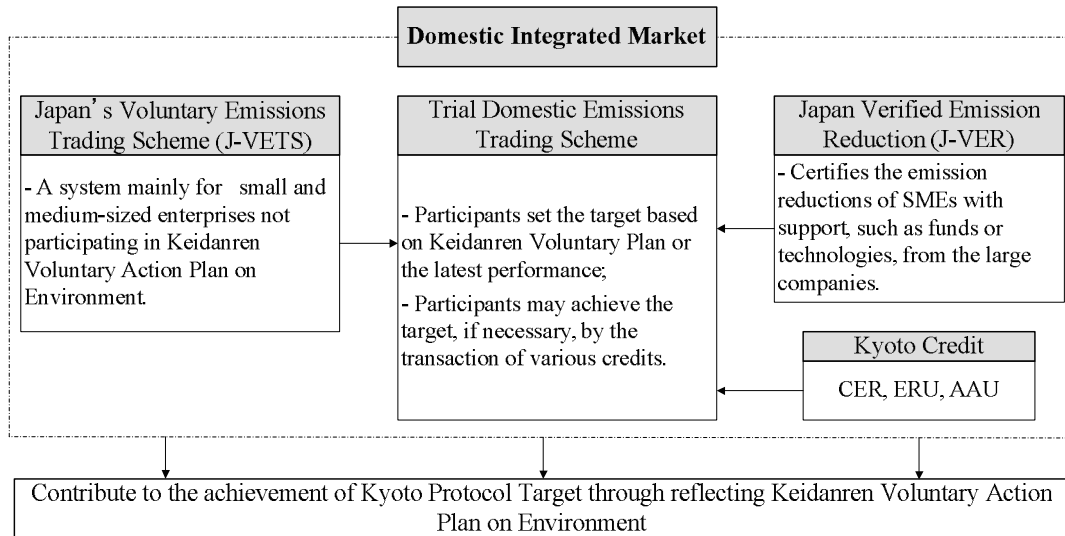 Domestic Integrated Market
Japan's Voluntary Emissions
Trading Scheme (J-VETS)
- A system mainly for small and
medium-sized enterprises not
participating in Keidanren
Voluntary Action Plan on
Environment.
Trial Domestic Emissions
Trading Scheme
- Participants set the target based
on Keidanren Voluntary Plan or
the latest performance;
- Participants may achieve the
target, if necessary, by the
transaction of various credits.
Japan Verified Emission
Reduction (J-VER)
- Certifies the emission
reductions of SMEs with
support, such as funds or
technologies, from the large
companies.
Kyoto Credit
CER, ERU, AAU
Contribute to the achievement of Kyoto Protocol Target through reflecting Keidanren Voluntary Action
Plan on Environment